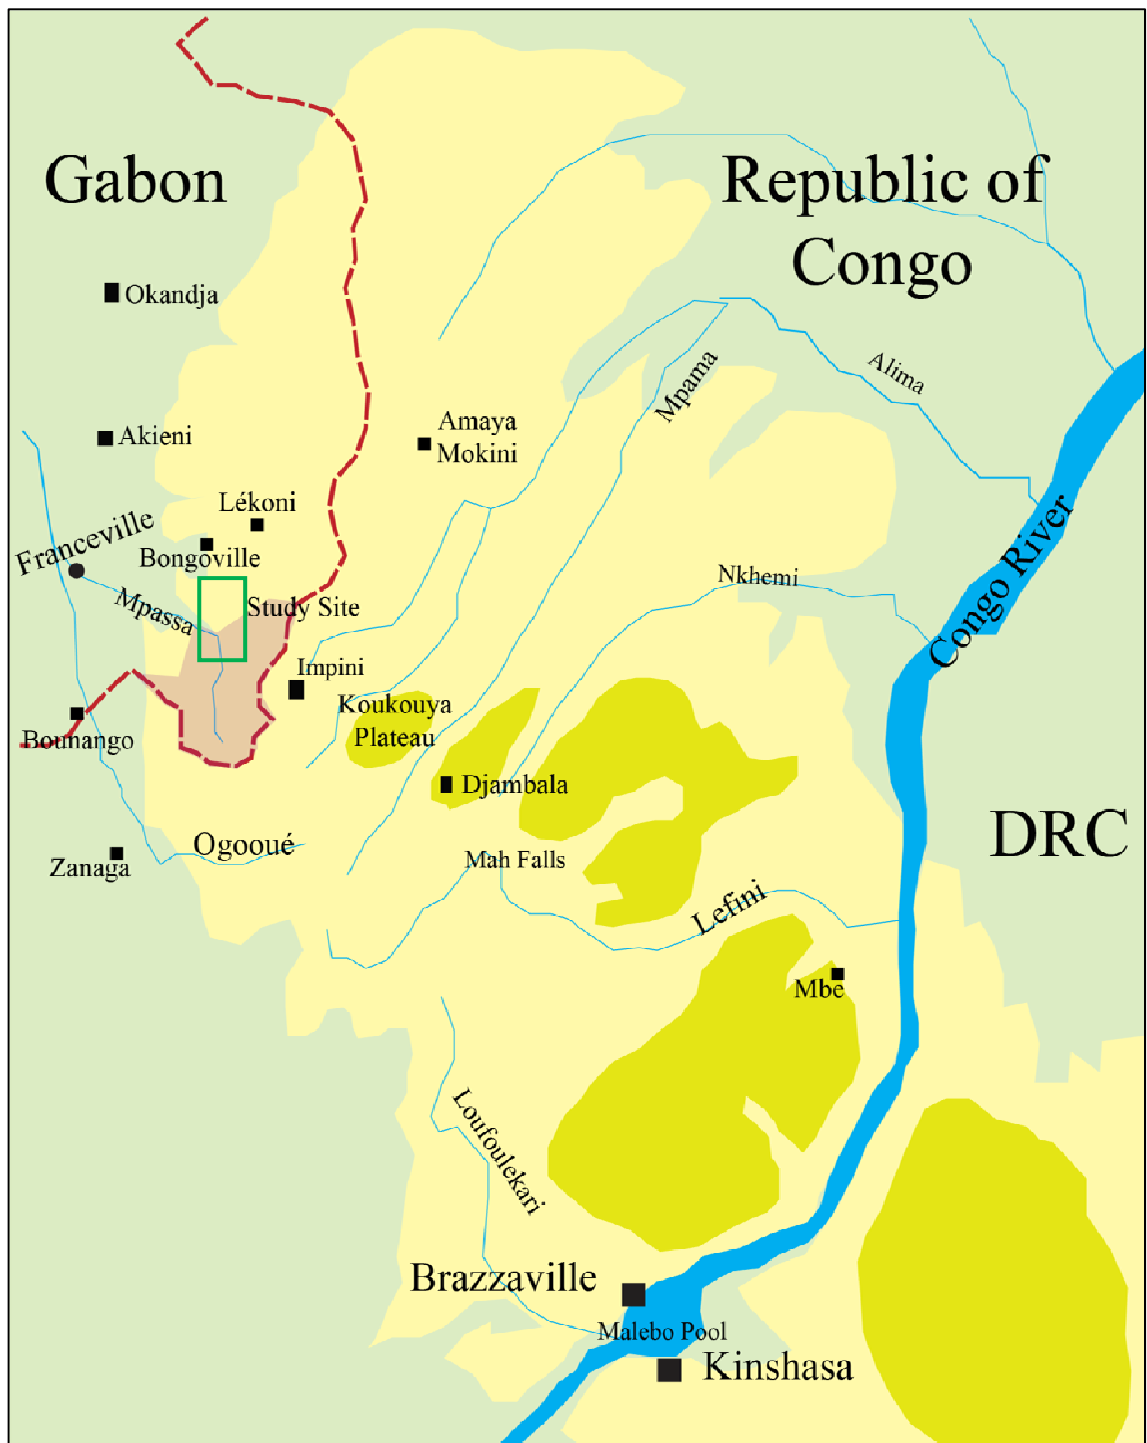 Gabon
Republic of
Congo
Okandja
Alima
Mpama
Akieni
Amaya
Mokini
Lékoni
Franceville
Bongoville
Nkhemi
Mpassa
Study Site
Congo River
Impini
Koukouya
Plateau
Boumango
Djambala
DRC
Ogooué
Mah Falls
Zanaga
Lefini
Mbe
Loufoulekari
Brazzaville
Malebo Pool
Kinshasa